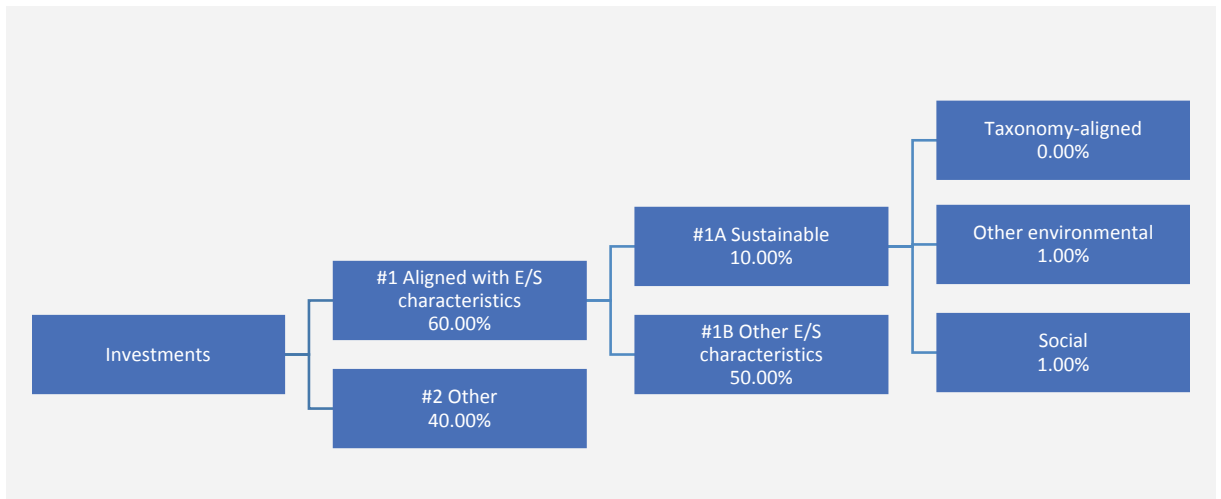 Investments
#1 Aligned with E/S
characteristics
60.00%
#2 Other
40.00%
#1A Sustainable
10.00%
#1B Other E/S
characteristics
50.00%
Taxonomy-aligned
0.00%
Other environmental
1.00%
Social
1.00%